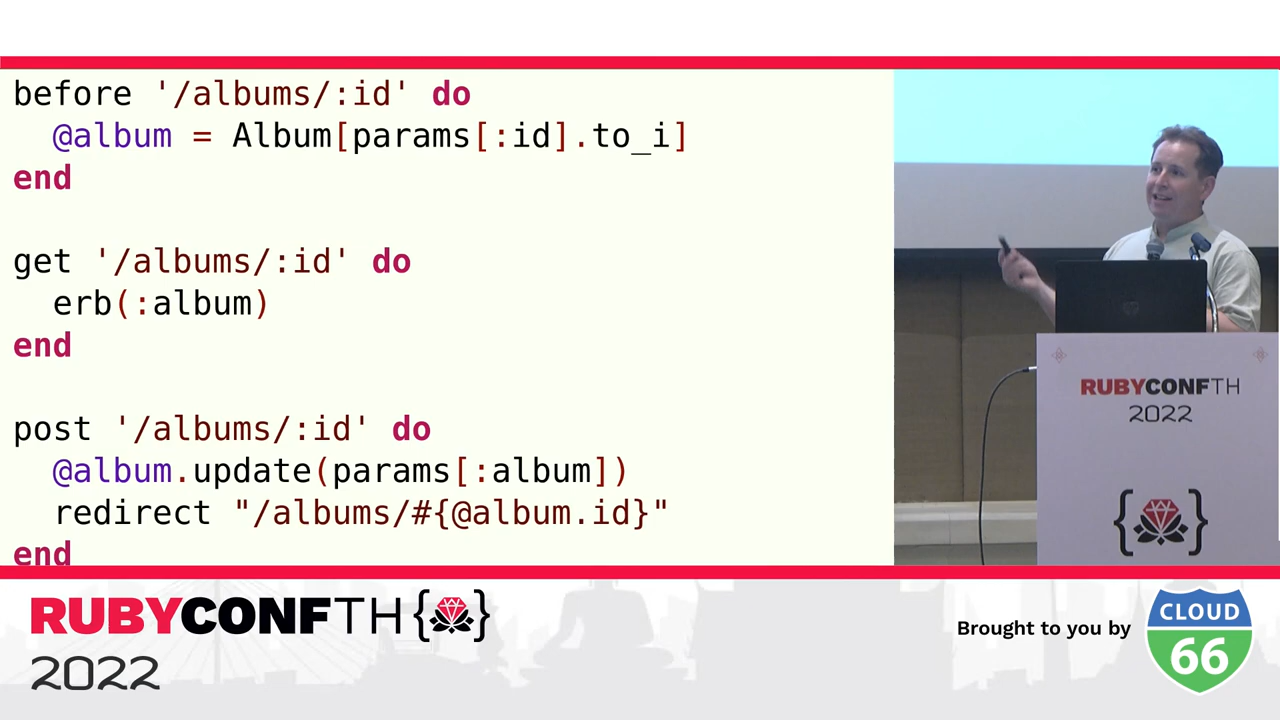 before '/albums/:id' do
  @album = Album[params[:id].to_i]
end

get '/albums/:id' do
  erb(:album)
end

post '/albums/:id' do
  @album.update(params[:album])
  redirect "/albums/#{@album.id}"
end
RUBYCONFTH
2022
RUBYCONFTH
2022
Brought to you by
CLOUD
66